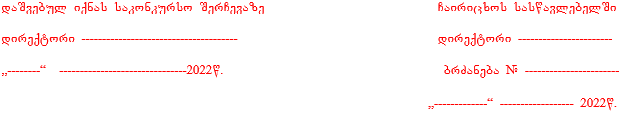 დაშვებულ იქნას საკონკურსო შერჩევაზე ჩაირიცხოს სასწავლებელში
დირექტორი -------------------------------------- დირექტორი -----------------------
„--------“ -------------------------------2022წ. ბრძანება № -----------------------
„-------------“ ------------------ 2022წ.